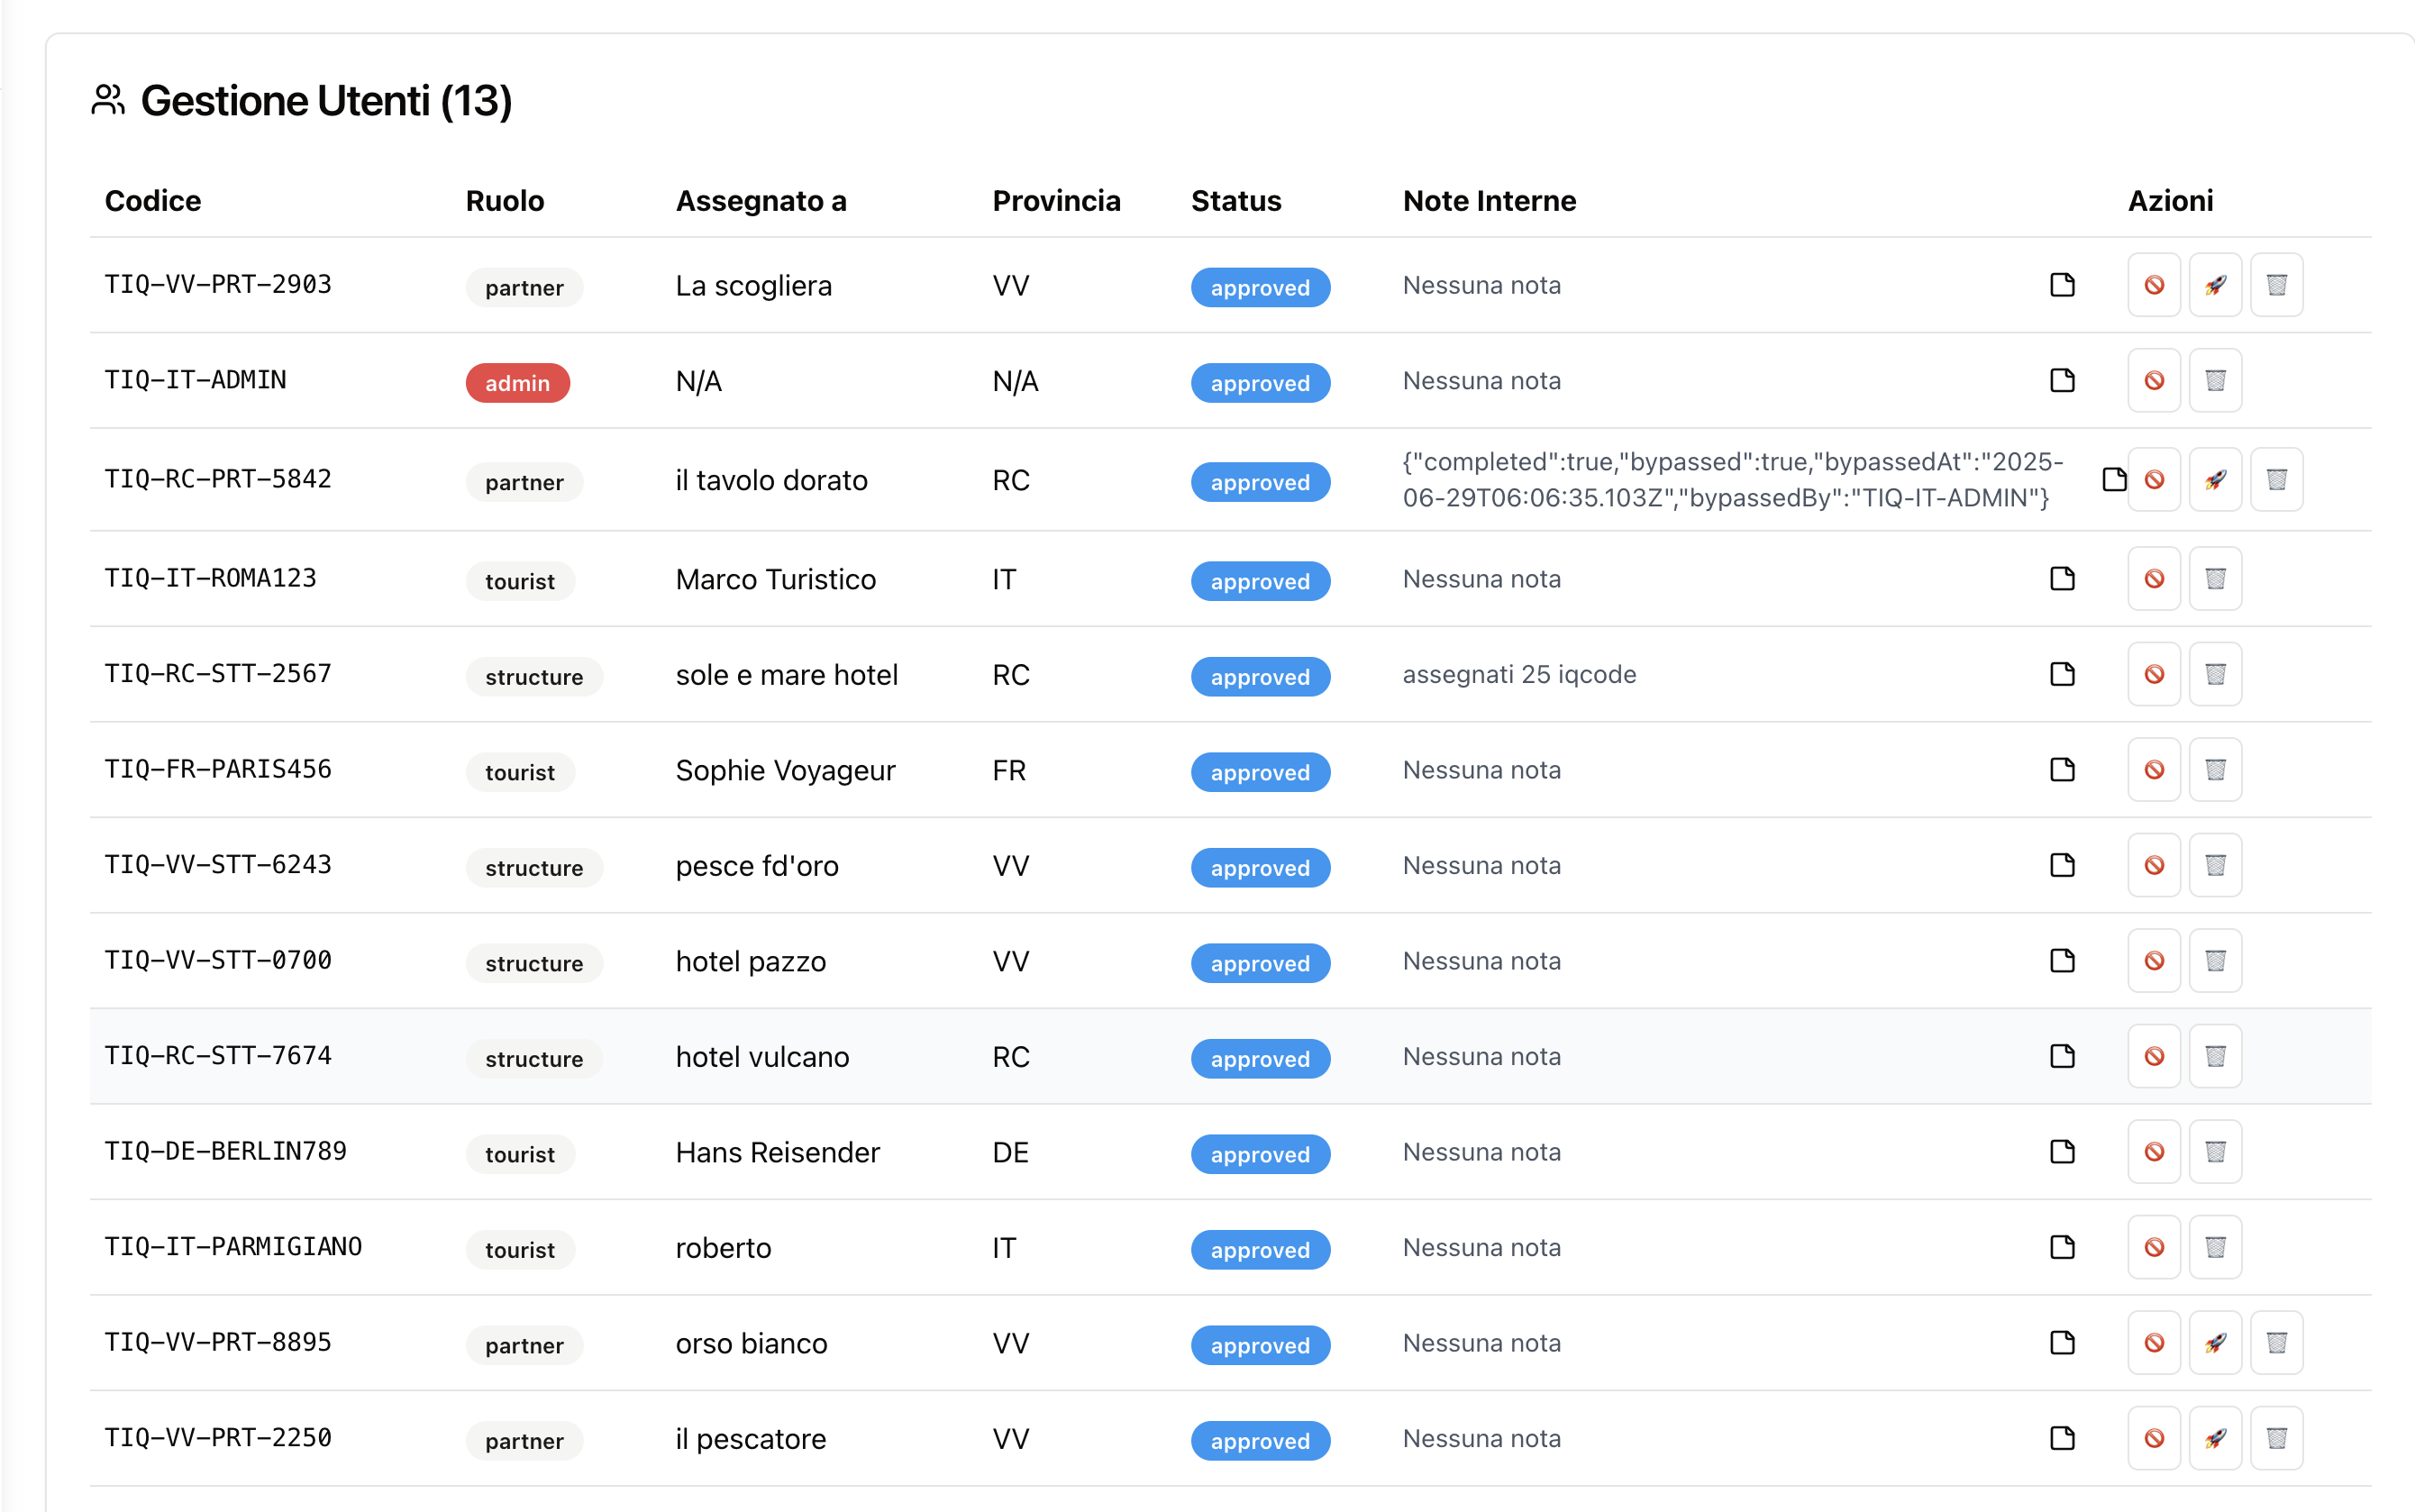 Gestione Utenti (13)
Codice Ruolo Assegnato a Provincia Status Note Interne Azioni
TIQ-VV-PRT-2903 partner La scogliera VV approved Nessuna nota
TIQ-IT-ADMIN admin N/A N/A approved Nessuna nota
TIQ-RC-PRT-5842 partner il tavolo dorato RC approved {"completed":true,"bypassed":true,"bypassedAt":"2025-
06-29T06:06:35.103Z","bypassedBy":"TIQ-IT-ADMIN"}
TIQ-IT-ROMA123 tourist Marco Turistico IT approved Nessuna nota
TIQ-RC-STT-2567 structure sole e mare hotel RC approved assegnati 25 iqcode
TIQ-FR-PARIS456 tourist Sophie Voyageur FR approved Nessuna nota
TIQ-VV-STT-6243 structure pesce fd'oro VV approved Nessuna nota
TIQ-VV-STT-0700 structure hotel pazzo VV approved Nessuna nota
TIQ-RC-STT-7674 structure hotel vulcano RC approved Nessuna nota
TIQ-DE-BERLIN789 tourist Hans Reisender DE approved Nessuna nota
TIQ-IT-PARMIGIANO tourist roberto IT approved Nessuna nota
TIQ-VV-PRT-8895 partner orso bianco VV approved Nessuna nota
TIQ-VV-PRT-2250 partner il pescatore VV approved Nessuna nota